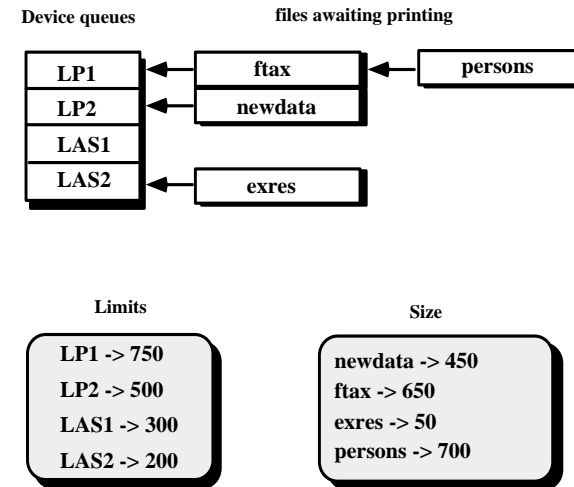 Device queues
files awaiting printing
LP1
ftax
persons
LP2
newdata
LAS1
LAS2
exres
Limits
LP1 -> 750
LP2 -> 500
LAS1 -> 300
LAS2 -> 200
Size
newdata -> 450
ftax -> 650
exres -> 50
persons -> 700